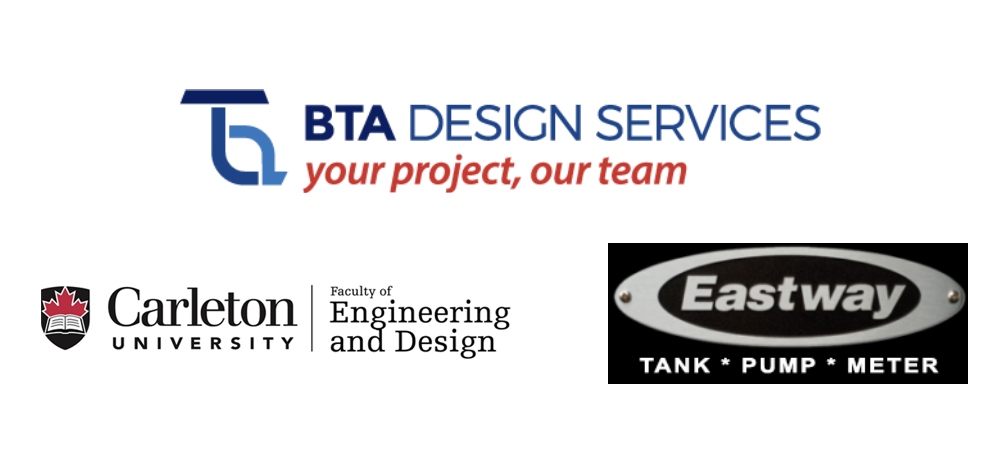 BTA DESIGN SERVICES
your project, our team
Carleton
UNIVERSITY
Faculty of
Engineering
and Design
Eastway
TANK * PUMP * METER